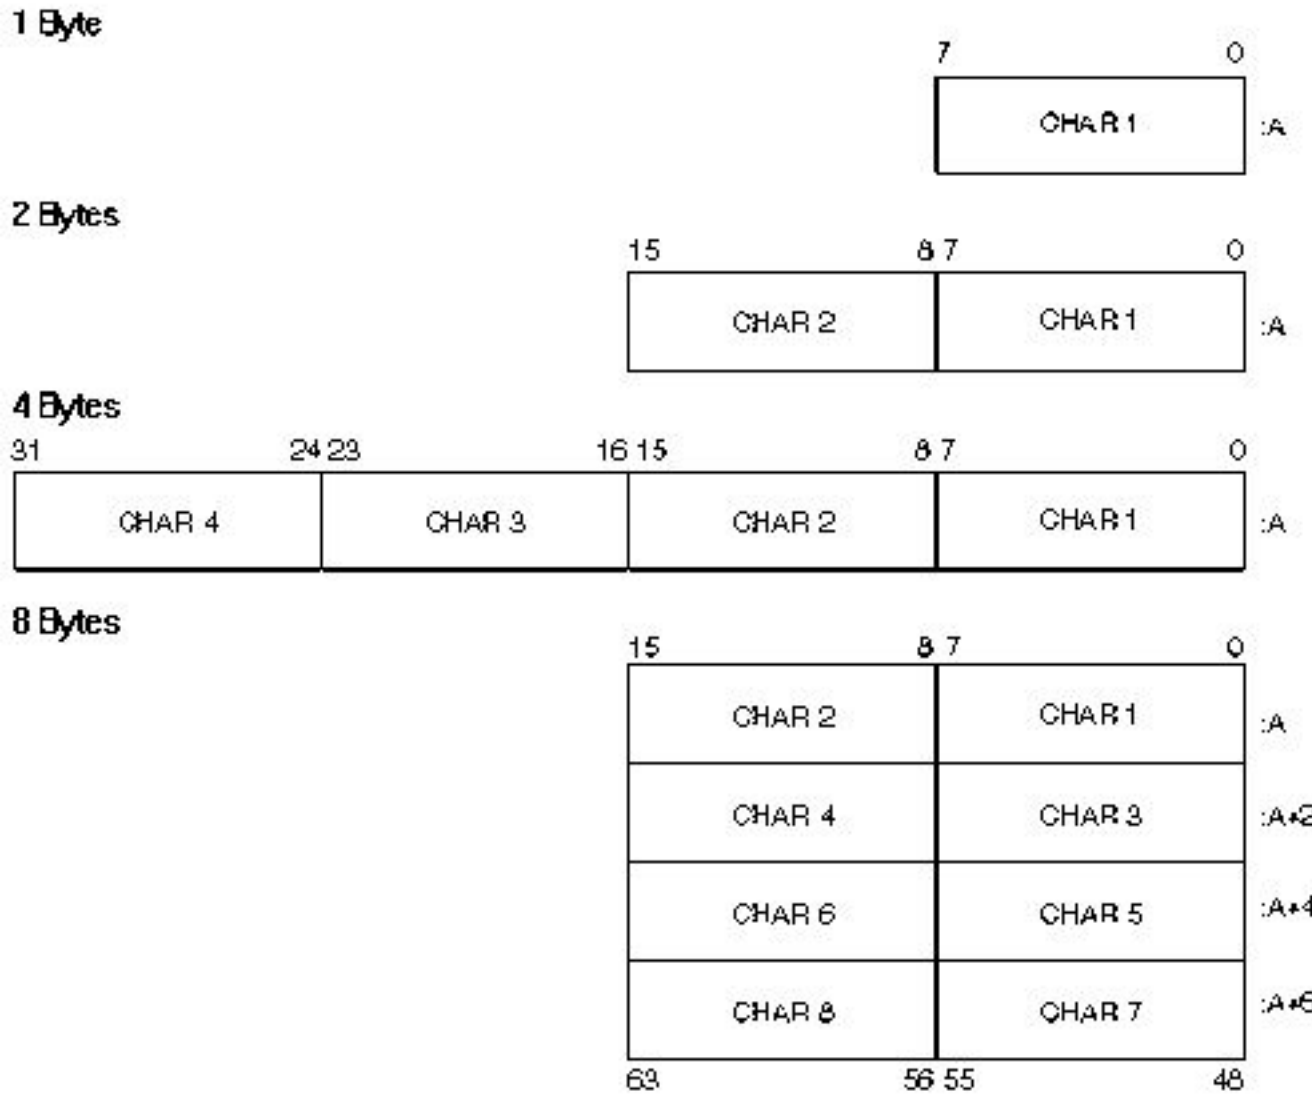 1 Byte
7 0
CHAR 1 :A
2 Bytes
15 8 7 0
CHAR 2 CHAR 1 :A
4 Bytes
31 24 23 16 15 8 7 0
CHAR 4 CHAR 3 CHAR 2 CHAR 1 :A
8 Bytes
15 8 7 0
CHAR 2 CHAR 1 :A
CHAR 4 CHAR 3 :A+2
CHAR 6 CHAR 5 :A+4
CHAR 8 CHAR 7 :A+6
63 56 55 48